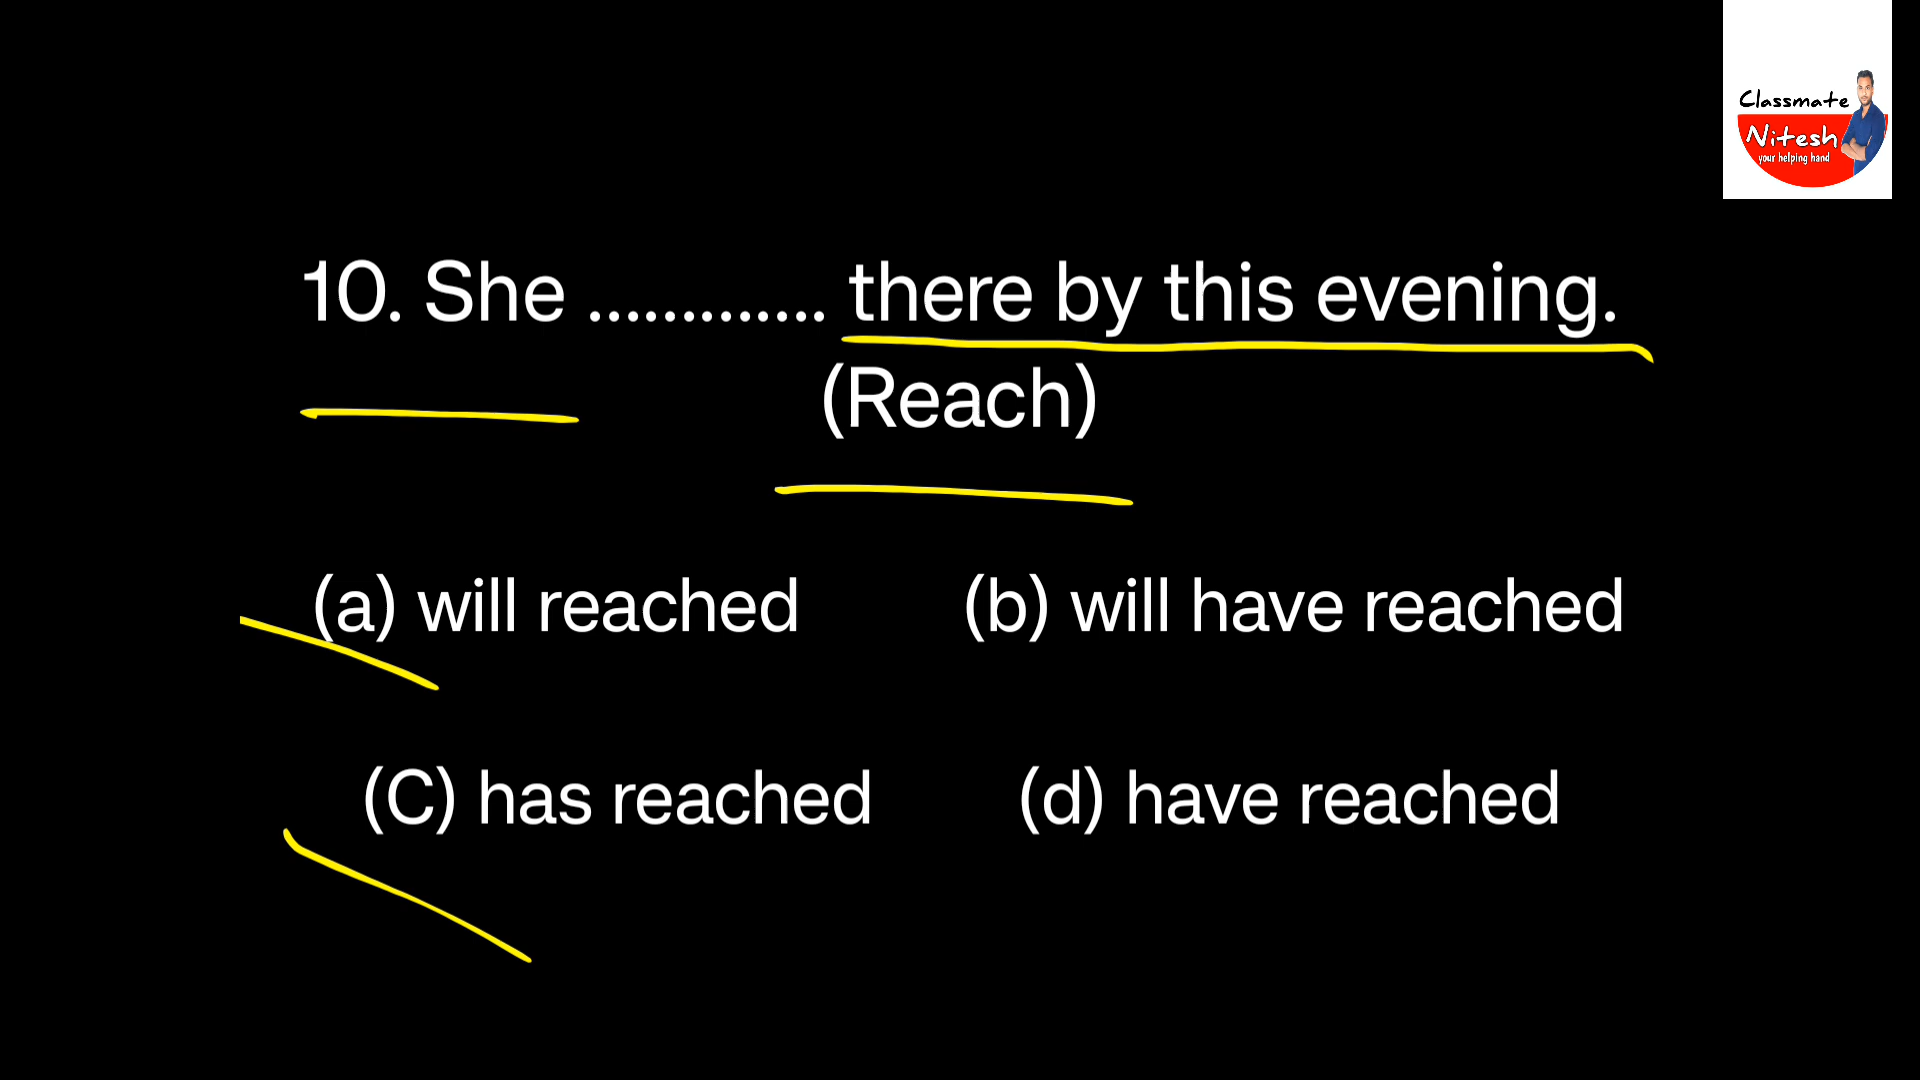 Classmate
Nitesh
your helping hand
10. She ............. there by this evening.
(Reach)
(a) will reached (b) will have reached
(C) has reached (d) have reached